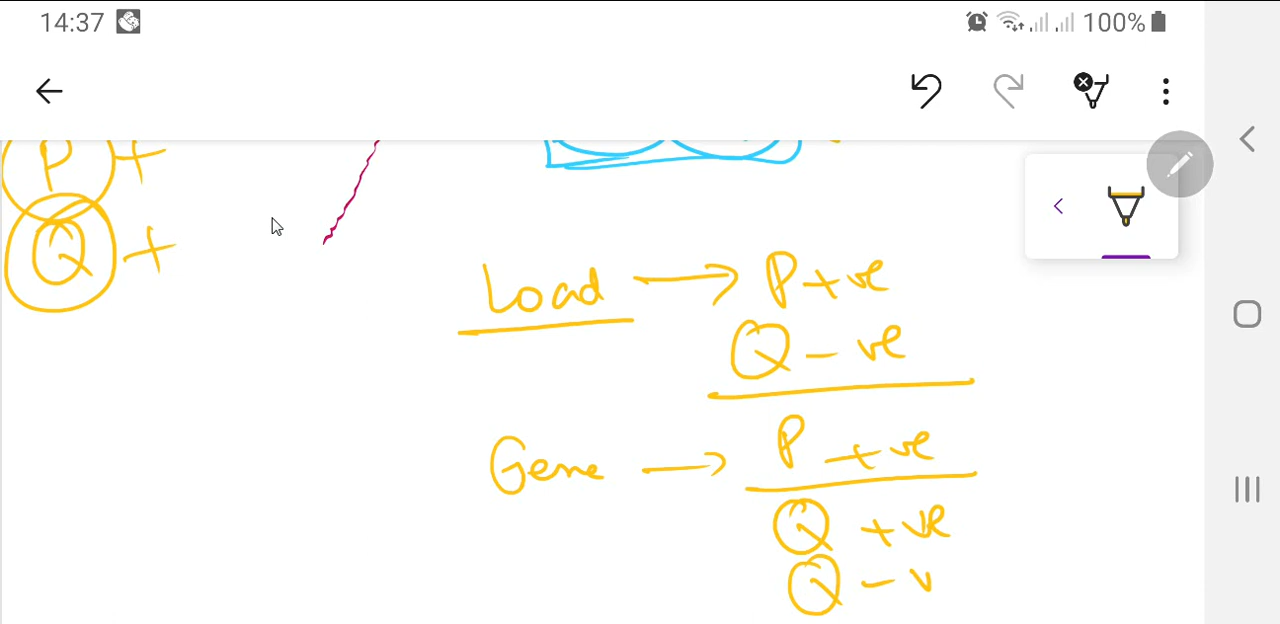 14:37 100%
P +
Q +
Load → P +ve
Q - ve
Gene → P +ve
Q +ve
Q - v